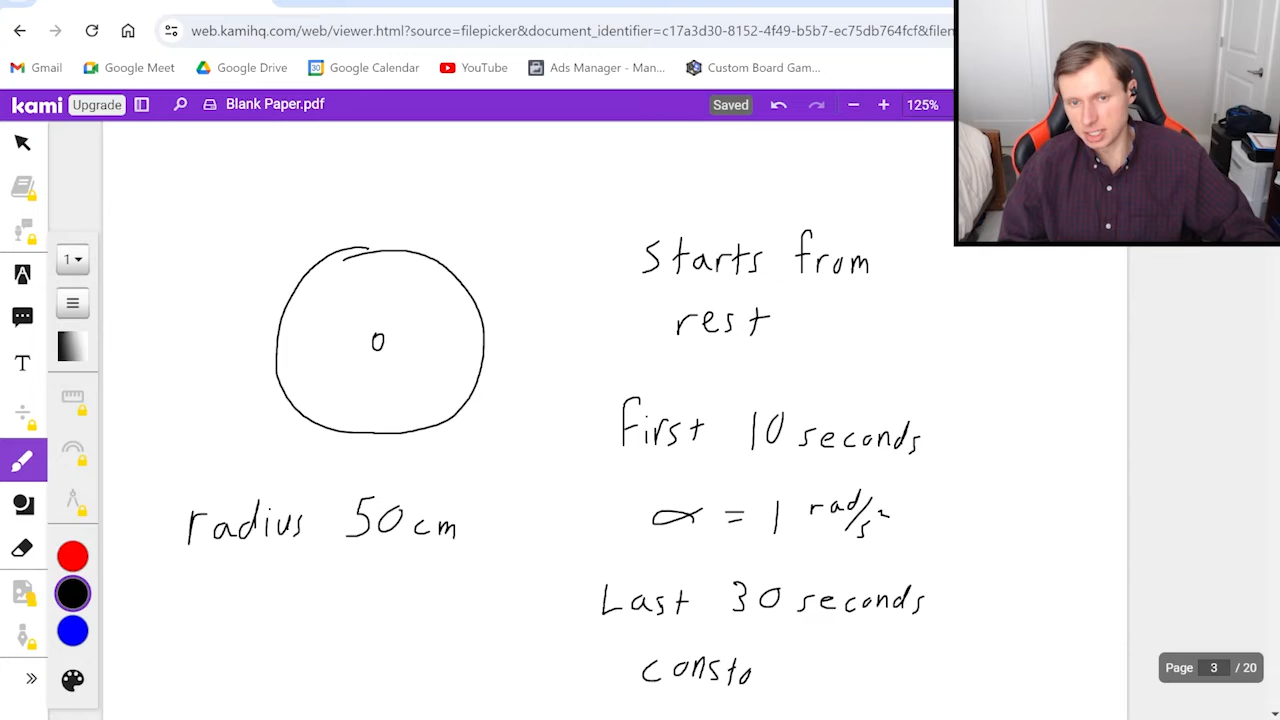 web.kamihq.com/web/viewer.html?source=filepicker&document_identifier=c17a3d30-8152-4f49-b5b7-ec75db764fcf&filen
Gmail Google Meet Google Drive 30 Google Calendar YouTube Ads Manager - Man... Custom Board Gam...
kami Upgrade Blank Paper.pdf Saved 125%
1
starts from
rest
First 10 seconds
α = 1 rad/s²
radius 50cm
Last 30 seconds
consta
Page 3 / 20